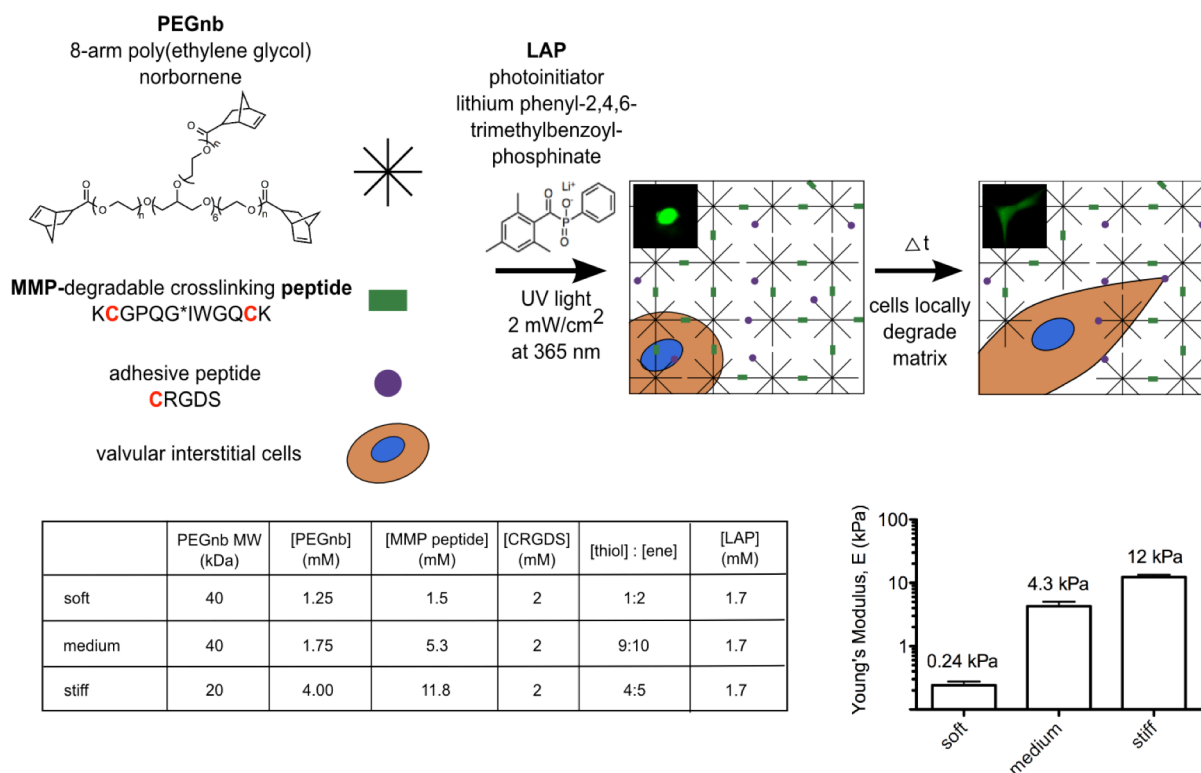 PEGnb
8-arm poly(ethylene glycol)
norbornene
LAP
photoinitiator
lithium phenyl-2,4,6-
trimethylbenzoyl-
phosphinate
O
O
n
O
O
n
O
O
6
O
n
O
O
O
Li+
O-
P
O
UV light
2 mW/cm2
at 365 nm
△t
cells locally
degrade
matrix
MMP-degradable crosslinking peptide
KCGPQG*IWGQCK
adhesive peptide
CRGDS
valvular interstitial cells
PEGnb MW (kDa) [PEGnb] (mM) [MMP peptide] (mM) [CRGDS] (mM) [thiol] : [ene] [LAP] (mM)
soft 40 1.25 1.5 2 1:2 1.7
medium 40 1.75 5.3 2 9:10 1.7
stiff 20 4.00 11.8 2 4:5 1.7
Young's Modulus, E (kPa)
100
10
1
0.24 kPa
4.3 kPa
12 kPa
soft
medium
stiff